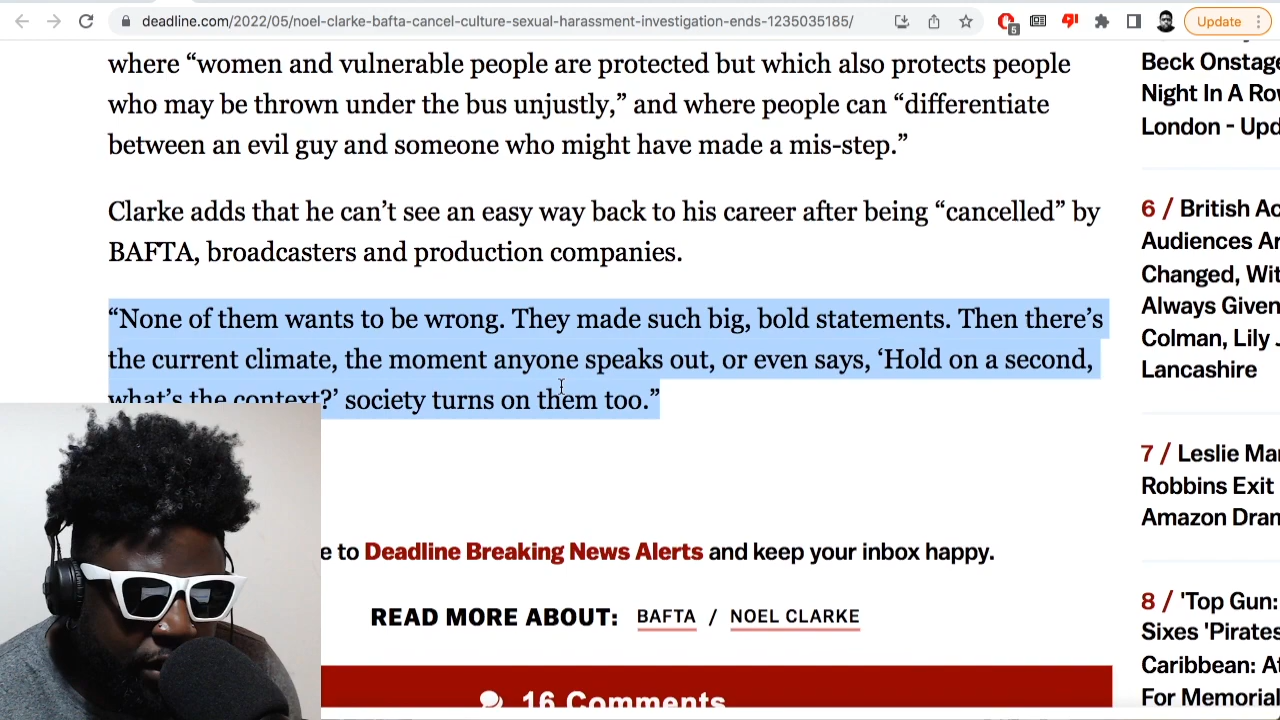 deadline.com/2022/05/noel-clarke-bafta-cancel-culture-sexual-harassment-investigation-ends-1235035185/
5
Update
where “women and vulnerable people are protected but which also protects people
who may be thrown under the bus unjustly,” and where people can “differentiate
between an evil guy and someone who might have made a mis-step.”
Clarke adds that he can’t see an easy way back to his career after being “cancelled” by
BAFTA, broadcasters and production companies.
“None of them wants to be wrong. They made such big, bold statements. Then there’s
the current climate, the moment anyone speaks out, or even says, ‘Hold on a second,
what’s the context?’ society turns on them too.”
e to Deadline Breaking News Alerts and keep your inbox happy.
READ MORE ABOUT: BAFTA / NOEL CLARKE
16 Comments
Beck Onstage
Night In A Ro
London - Upd
6 / British Ac
Audiences Ar
Changed, Wit
Always Given
Colman, Lily J
Lancashire
7 / Leslie Ma
Robbins Exit
Amazon Dran
8 / 'Top Gun:
Sixes 'Pirates
Caribbean: At
For Memorial